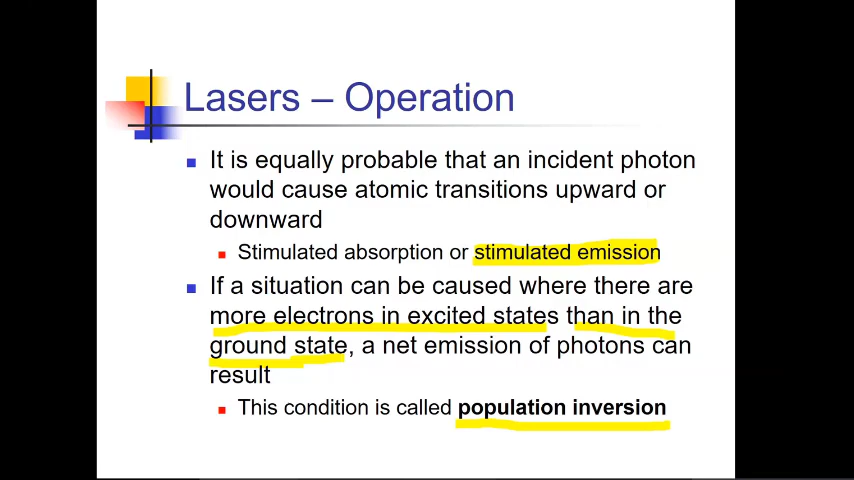 Lasers – Operation
It is equally probable that an incident photon
would cause atomic transitions upward or
downward
Stimulated absorption or stimulated emission
If a situation can be caused where there are
more electrons in excited states than in the
ground state, a net emission of photons can
result
This condition is called population inversion